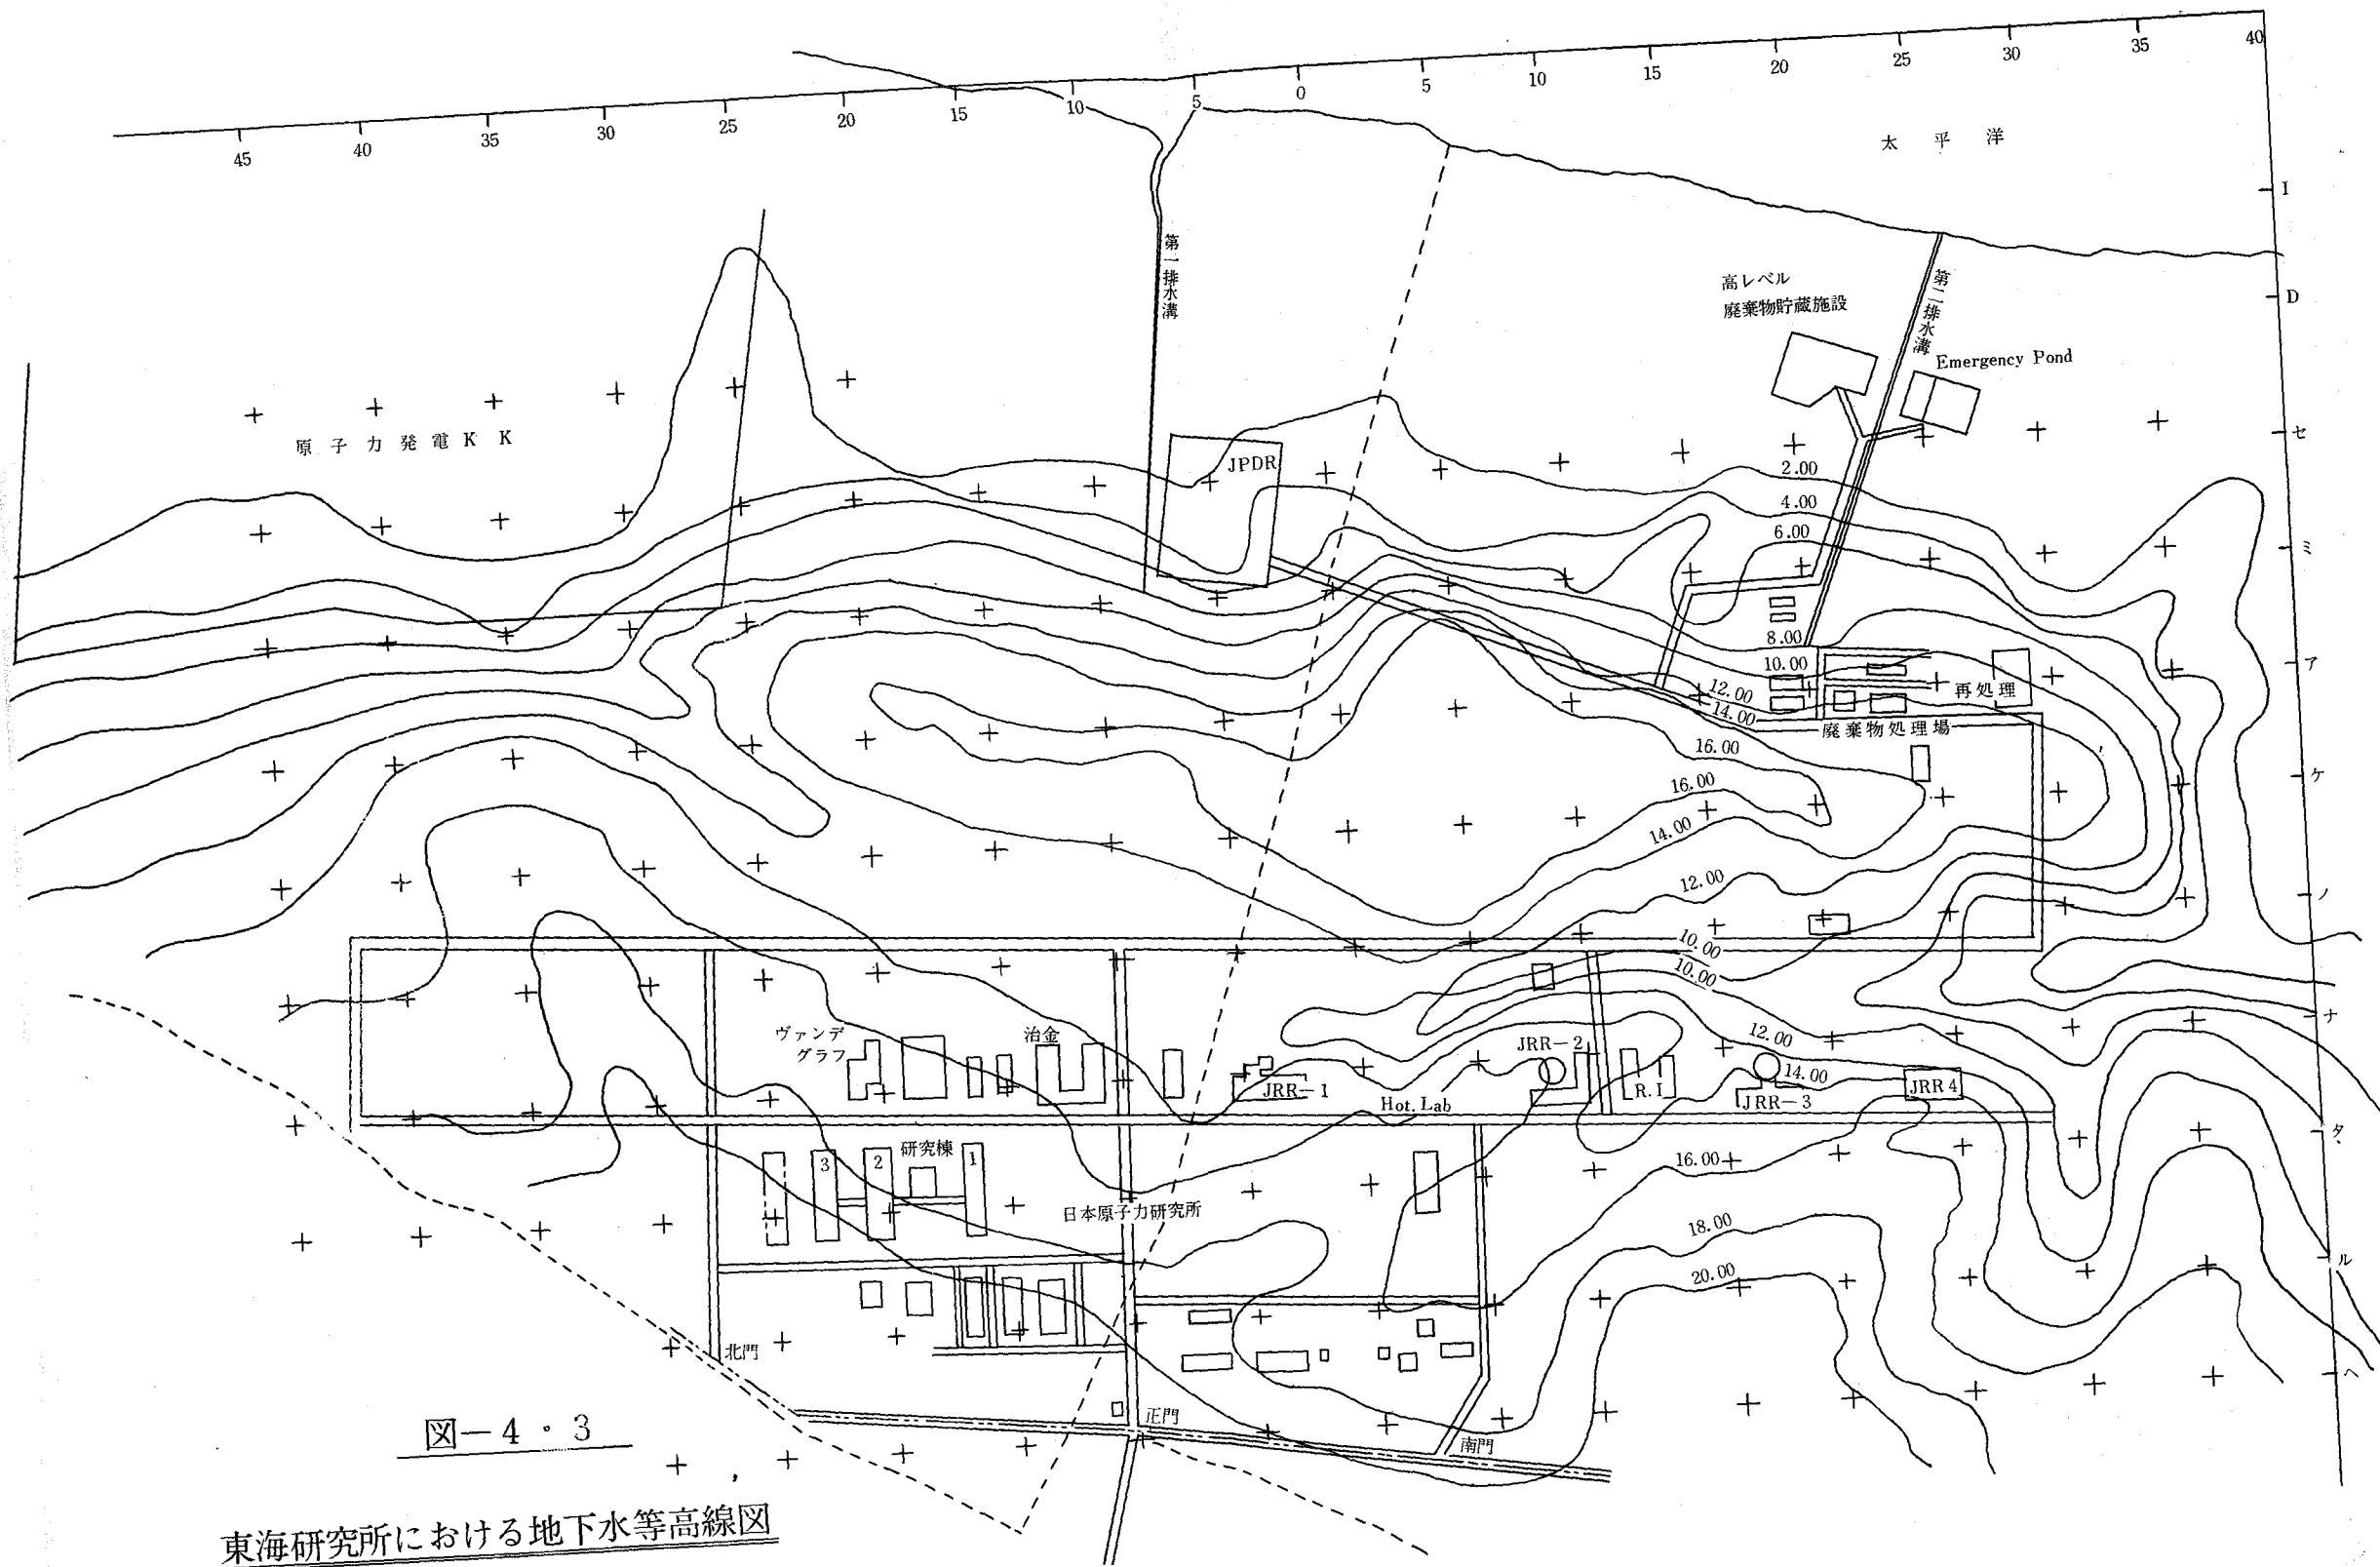 45 40 35 30 25 20 15 10 5 0 5 10 15 20 25 30 35 40
太平洋
I
D
セ
ミ
ア
ケ
ノ
ナ
タ
ル
ヘ
第一排水溝
高レベル
廃棄物貯蔵施設
第二排水溝
Emergency Pond
原子力発電KK
JPDR
2.00
4.00
6.00
8.00
10.00
12.00
14.00
再処理
廃棄物処理場
16.00
16.00
14.00
12.00
10.00
10.00
12.00
14.00
ヴァンデ
グラフ
治金
JRR-1
Hot. Lab
JRR-2
R.I
JRR-3
JRR4
3
2
研究棟
1
日本原子力研究所
16.00
18.00
20.00
北門
正門
南門
図-4・3
東海研究所における地下水等高線図